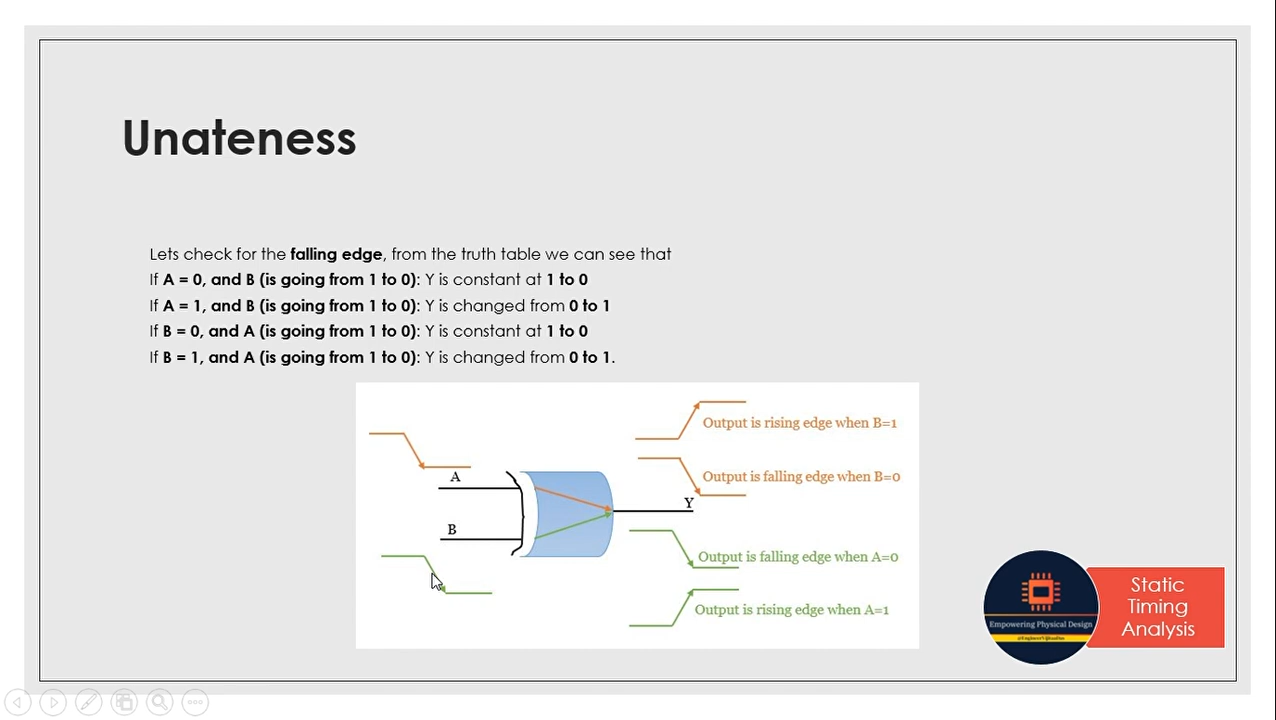 Unateness
Lets check for the falling edge, from the truth table we can see that
If A = 0, and B (is going from 1 to 0): Y is constant at 1 to 0
If A = 1, and B (is going from 1 to 0): Y is changed from 0 to 1
If B = 0, and A (is going from 1 to 0): Y is constant at 1 to 0
If B = 1, and A (is going from 1 to 0): Y is changed from 0 to 1.
Output is rising edge when B=1
Output is falling edge when B=0
A
Y
B
Output is falling edge when A=0
Output is rising edge when A=1
Empowering Physical Design
Static
Timing
Analysis